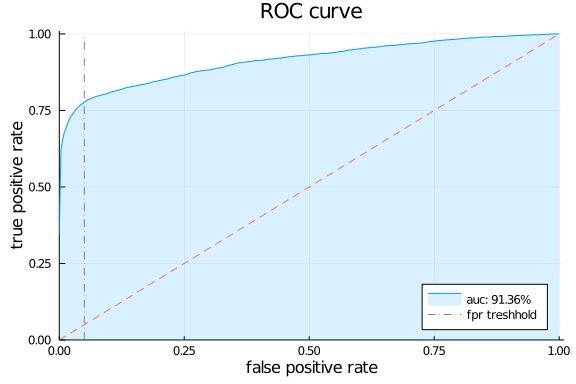 ROC curve
1.00
0.75
0.50
0.25
0.00
true positive rate
0.00 0.25 0.50 0.75 1.00
false positive rate
auc: 91.36%
fpr treshhold